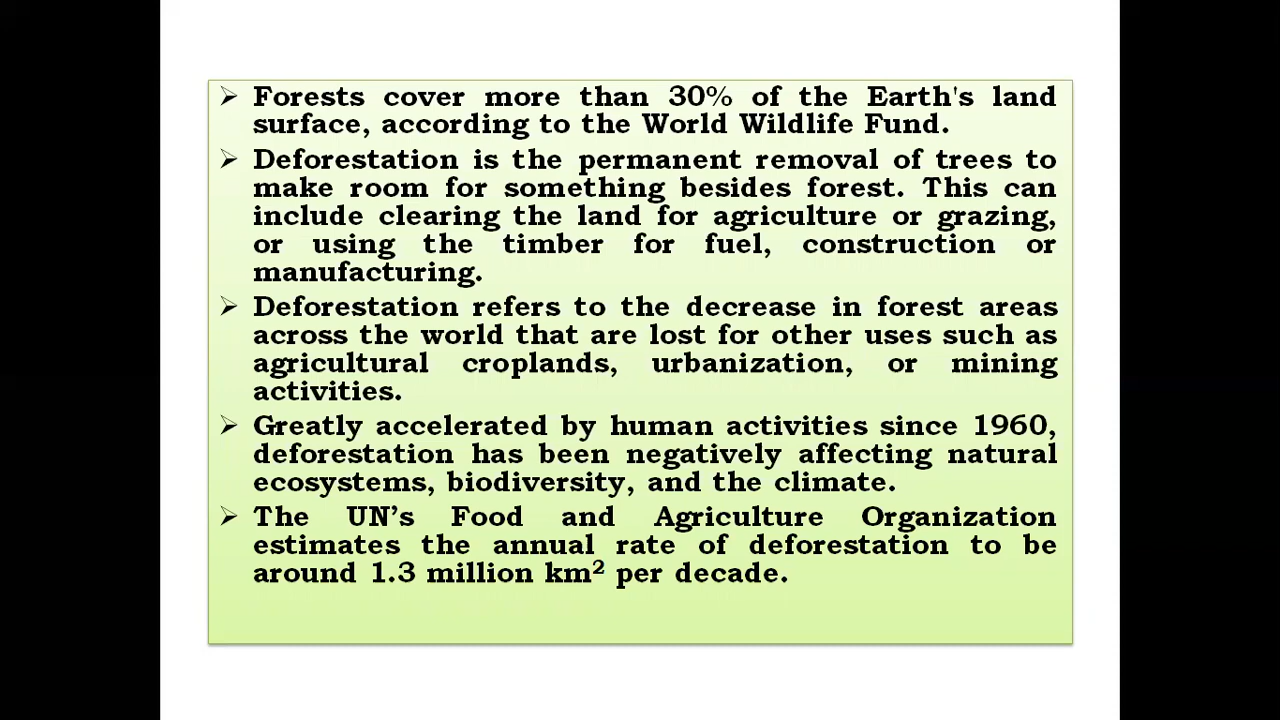 ➢ Forests cover more than 30% of the Earth's land
surface, according to the World Wildlife Fund.
➢ Deforestation is the permanent removal of trees to
make room for something besides forest. This can
include clearing the land for agriculture or grazing,
or using the timber for fuel, construction or
manufacturing.
➢ Deforestation refers to the decrease in forest areas
across the world that are lost for other uses such as
agricultural croplands, urbanization, or mining
activities.
➢ Greatly accelerated by human activities since 1960,
deforestation has been negatively affecting natural
ecosystems, biodiversity, and the climate.
➢ The UN’s Food and Agriculture Organization
estimates the annual rate of deforestation to be
around 1.3 million km² per decade.